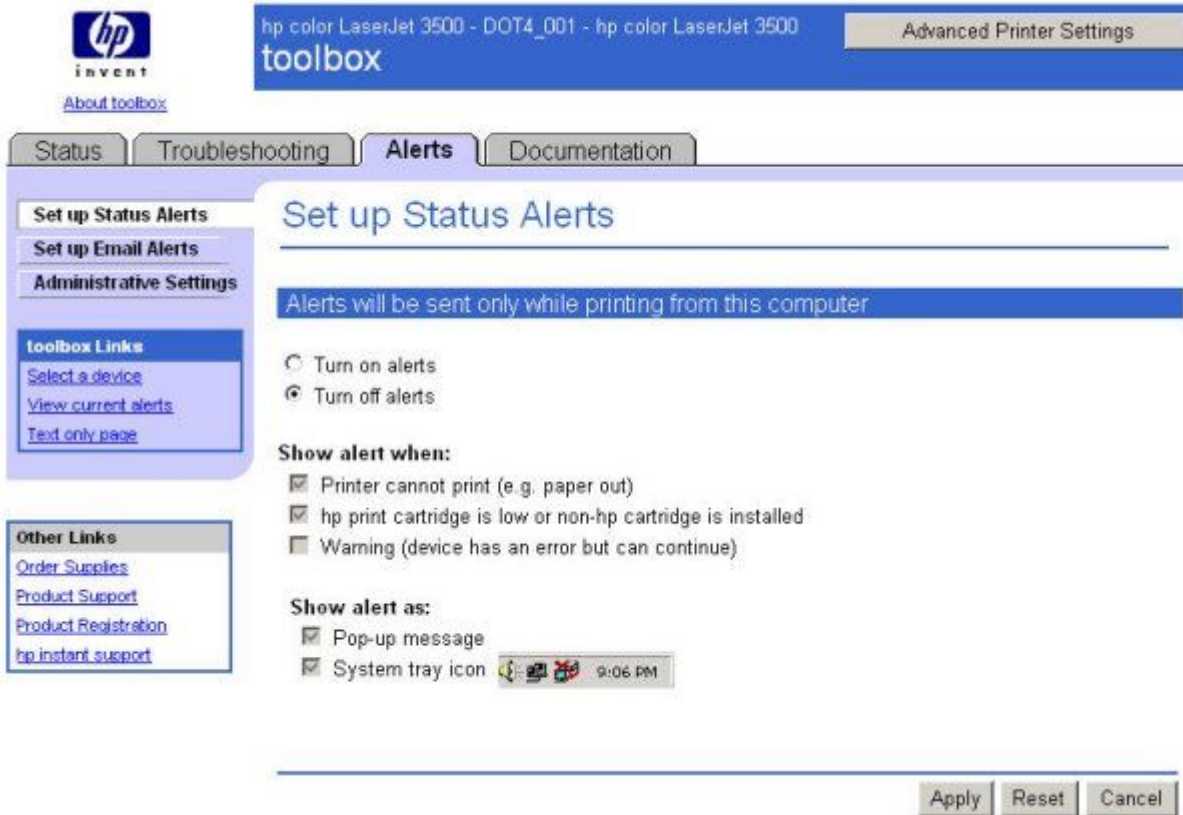 hp
invent
About toolbox
hp color LaserJet 3500 - DOT4_001 - hp color LaserJet 3500
toolbox
Advanced Printer Settings
Status
Troubleshooting
Alerts
Documentation
Set up Status Alerts
Set up Email Alerts
Administrative Settings
toolbox Links
Select a device
View current alerts
Text only page
Other Links
Order Supplies
Product Support
Product Registration
hp instant support
Set up Status Alerts
Alerts will be sent only while printing from this computer
Turn on alerts
Turn off alerts
Show alert when:
Printer cannot print (e.g. paper out)
hp print cartridge is low or non-hp cartridge is installed
Warning (device has an error but can continue)
Show alert as:
Pop-up message
System tray icon
9:06 PM
Apply
Reset
Cancel